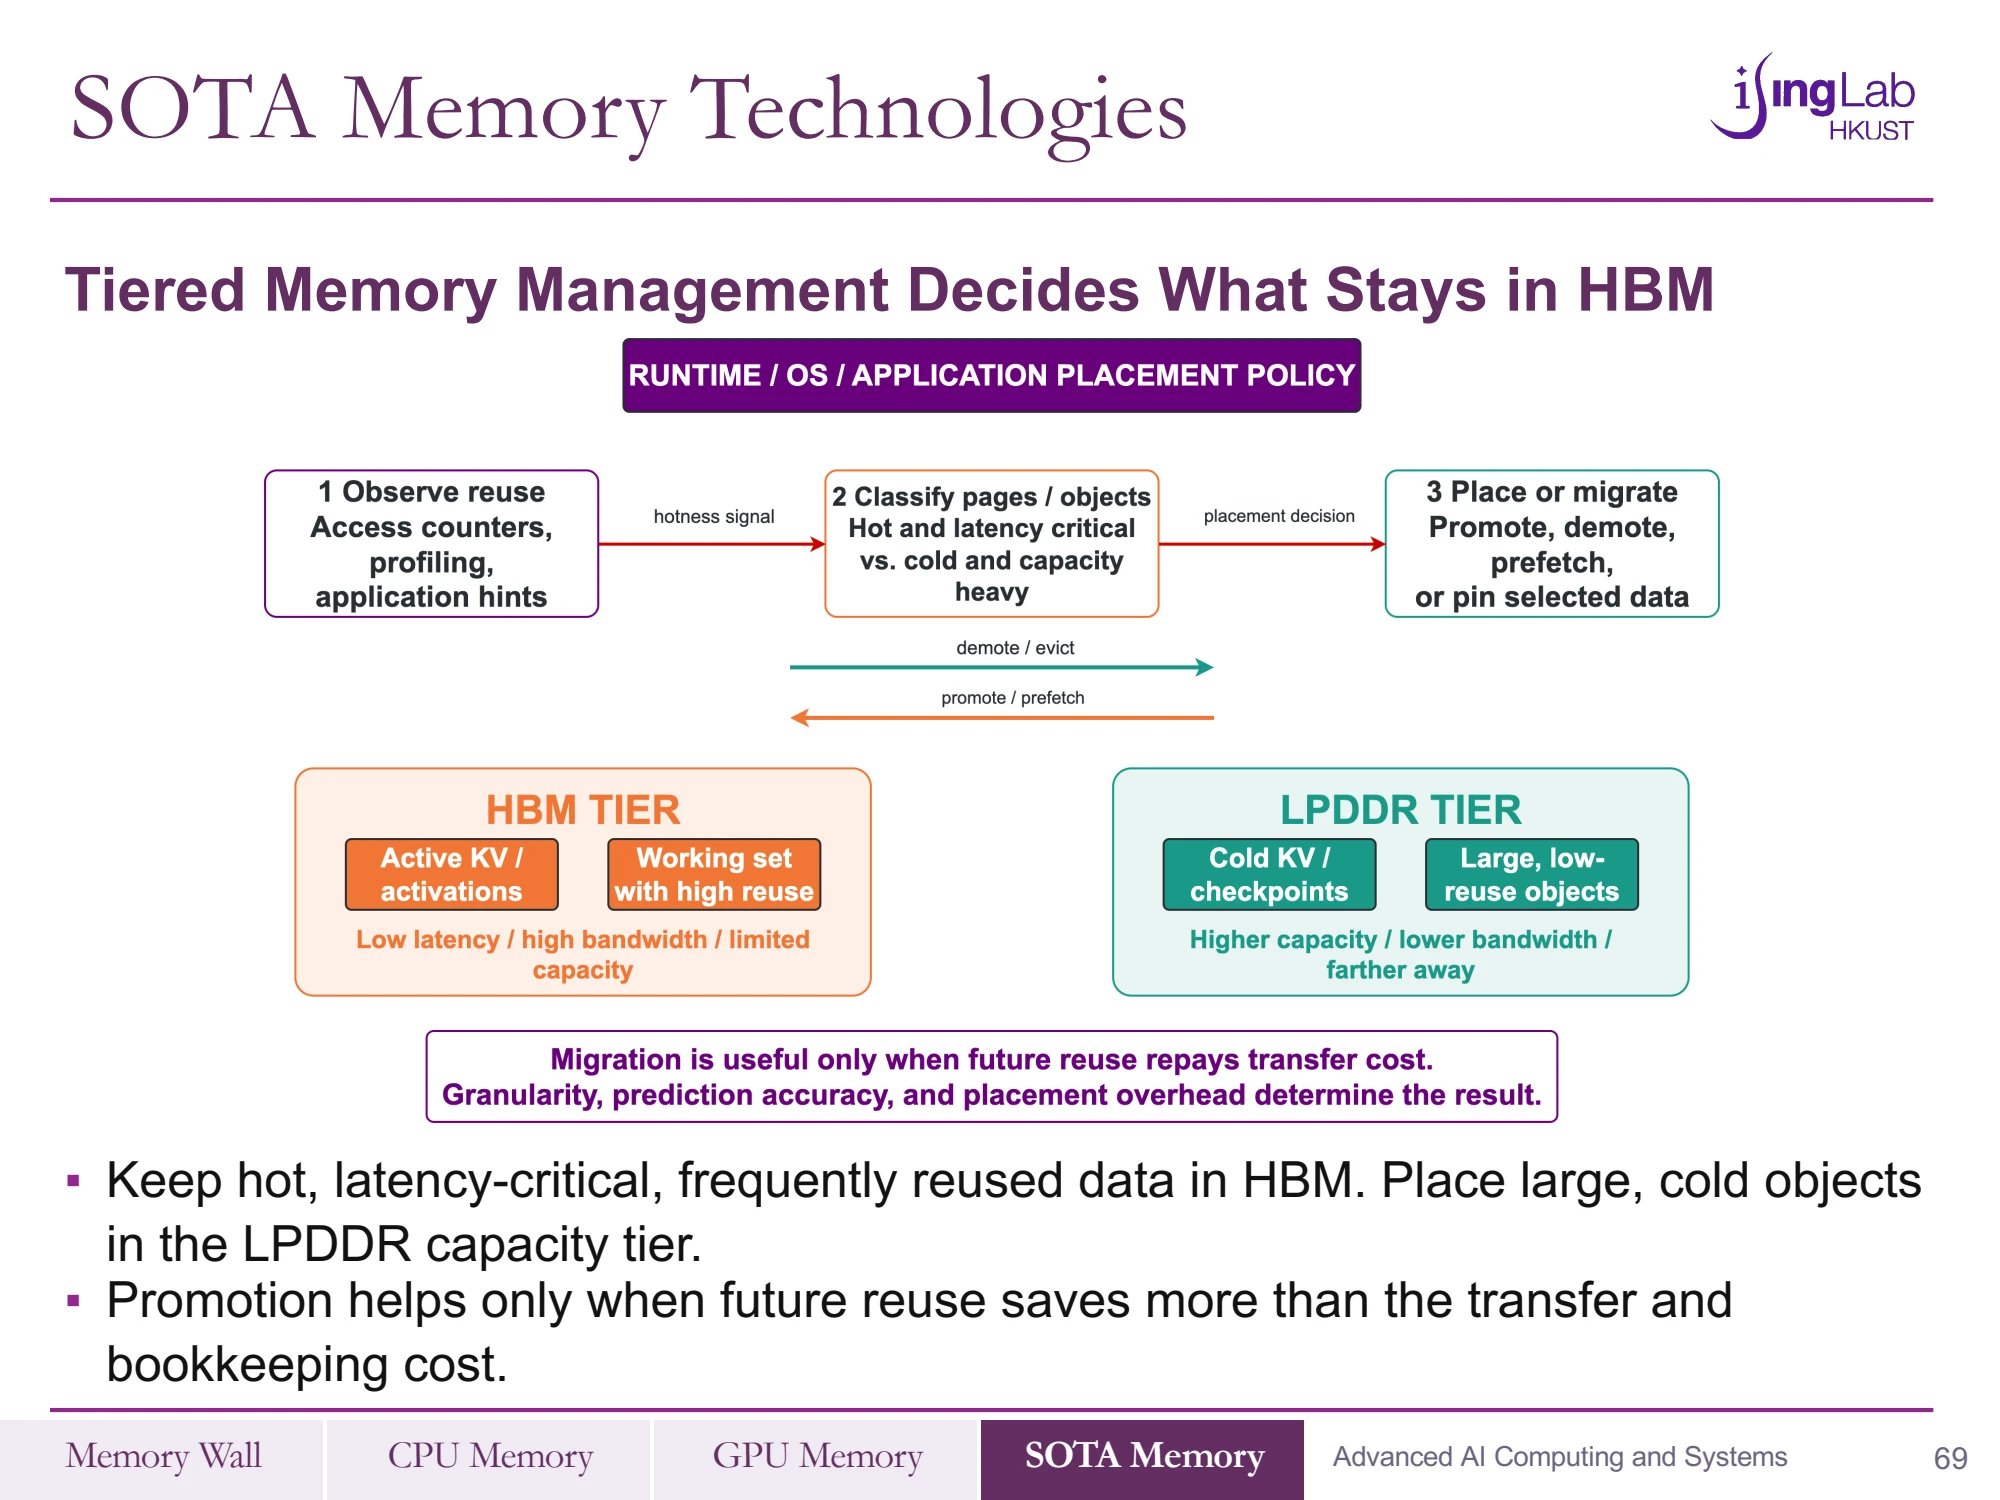 SOTA Memory Technologies
iSingLab
HKUST
Tiered Memory Management Decides What Stays in HBM
RUNTIME / OS / APPLICATION PLACEMENT POLICY
1 Observe reuse
Access counters,
profiling,
application hints
hotness signal
2 Classify pages / objects
Hot and latency critical
vs. cold and capacity
heavy
placement decision
3 Place or migrate
Promote, demote,
prefetch,
or pin selected data
demote / evict
promote / prefetch
HBM TIER
Active KV /
activations
Working set
with high reuse
Low latency / high bandwidth / limited
capacity
LPDDR TIER
Cold KV /
checkpoints
Large, low-
reuse objects
Higher capacity / lower bandwidth /
farther away
Migration is useful only when future reuse repays transfer cost.
Granularity, prediction accuracy, and placement overhead determine the result.
▪ Keep hot, latency-critical, frequently reused data in HBM. Place large, cold objects
in the LPDDR capacity tier.
▪ Promotion helps only when future reuse saves more than the transfer and
bookkeeping cost.
Memory Wall
CPU Memory
GPU Memory
SOTA Memory
Advanced AI Computing and Systems
69